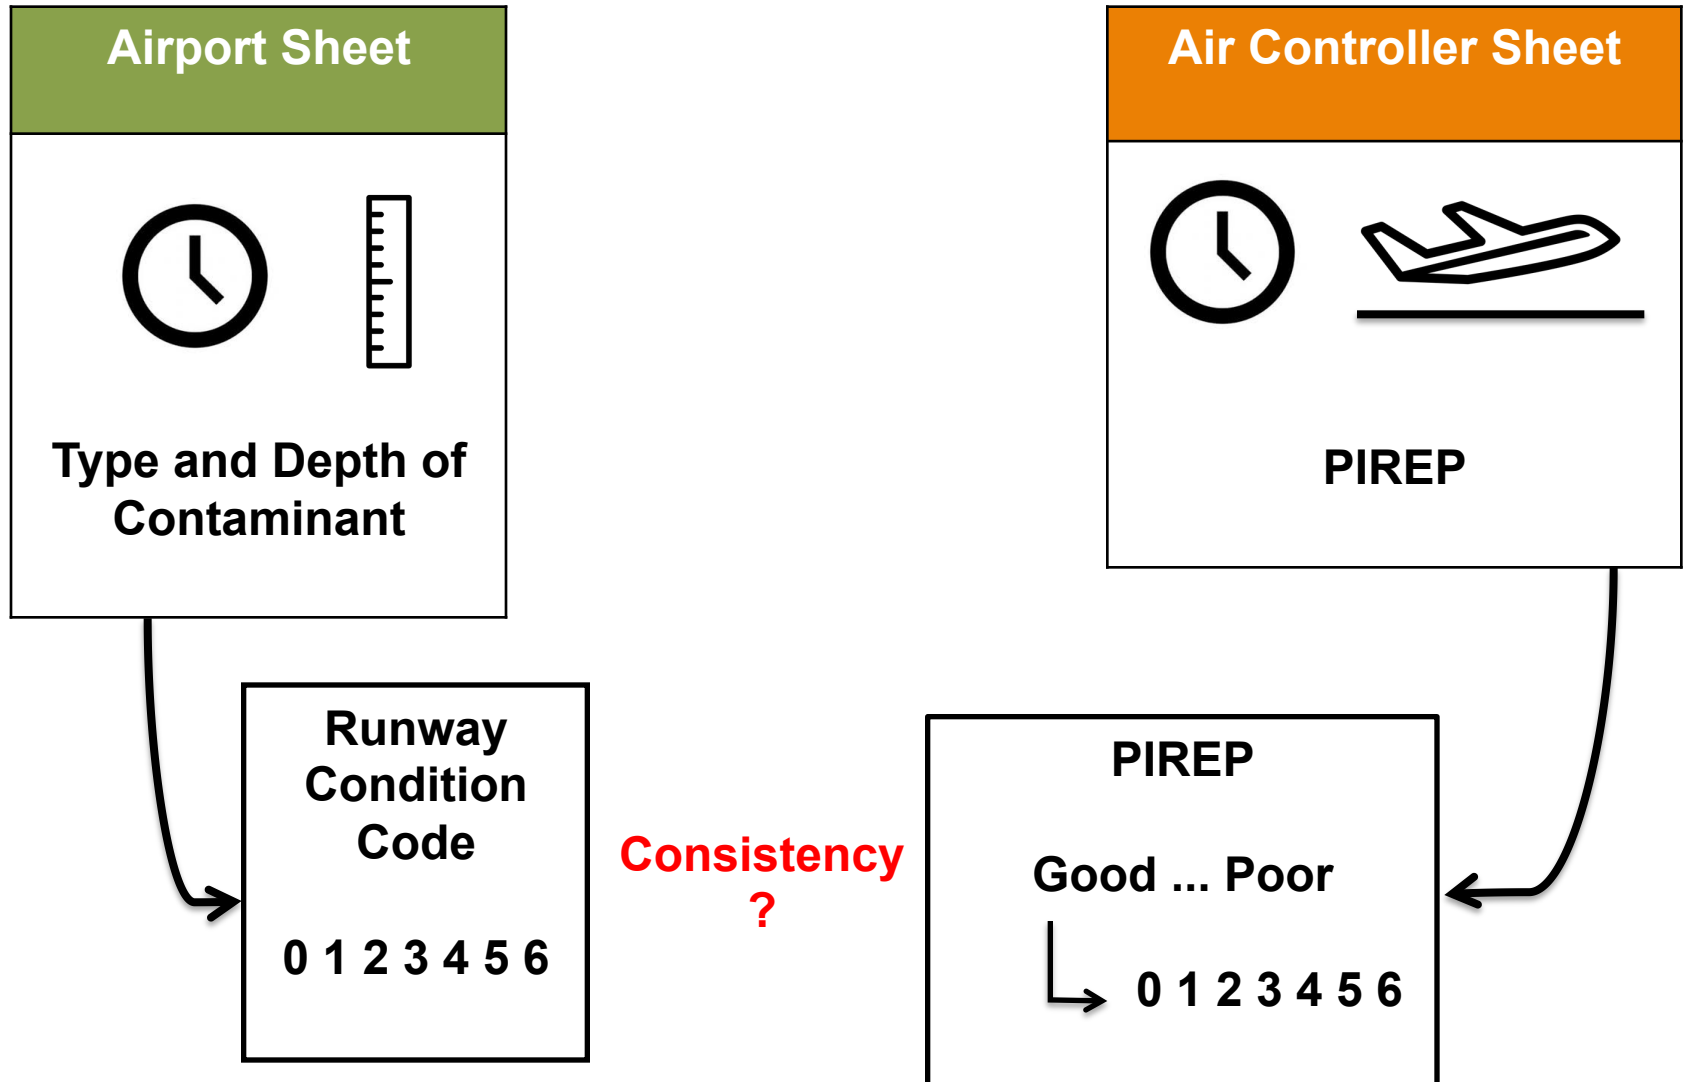 Airport Sheet
Type and Depth of
Contaminant
Air Controller Sheet
PIREP
Runway
Condition
Code
0 1 2 3 4 5 6
Consistency
?
PIREP
Good ... Poor
0 1 2 3 4 5 6